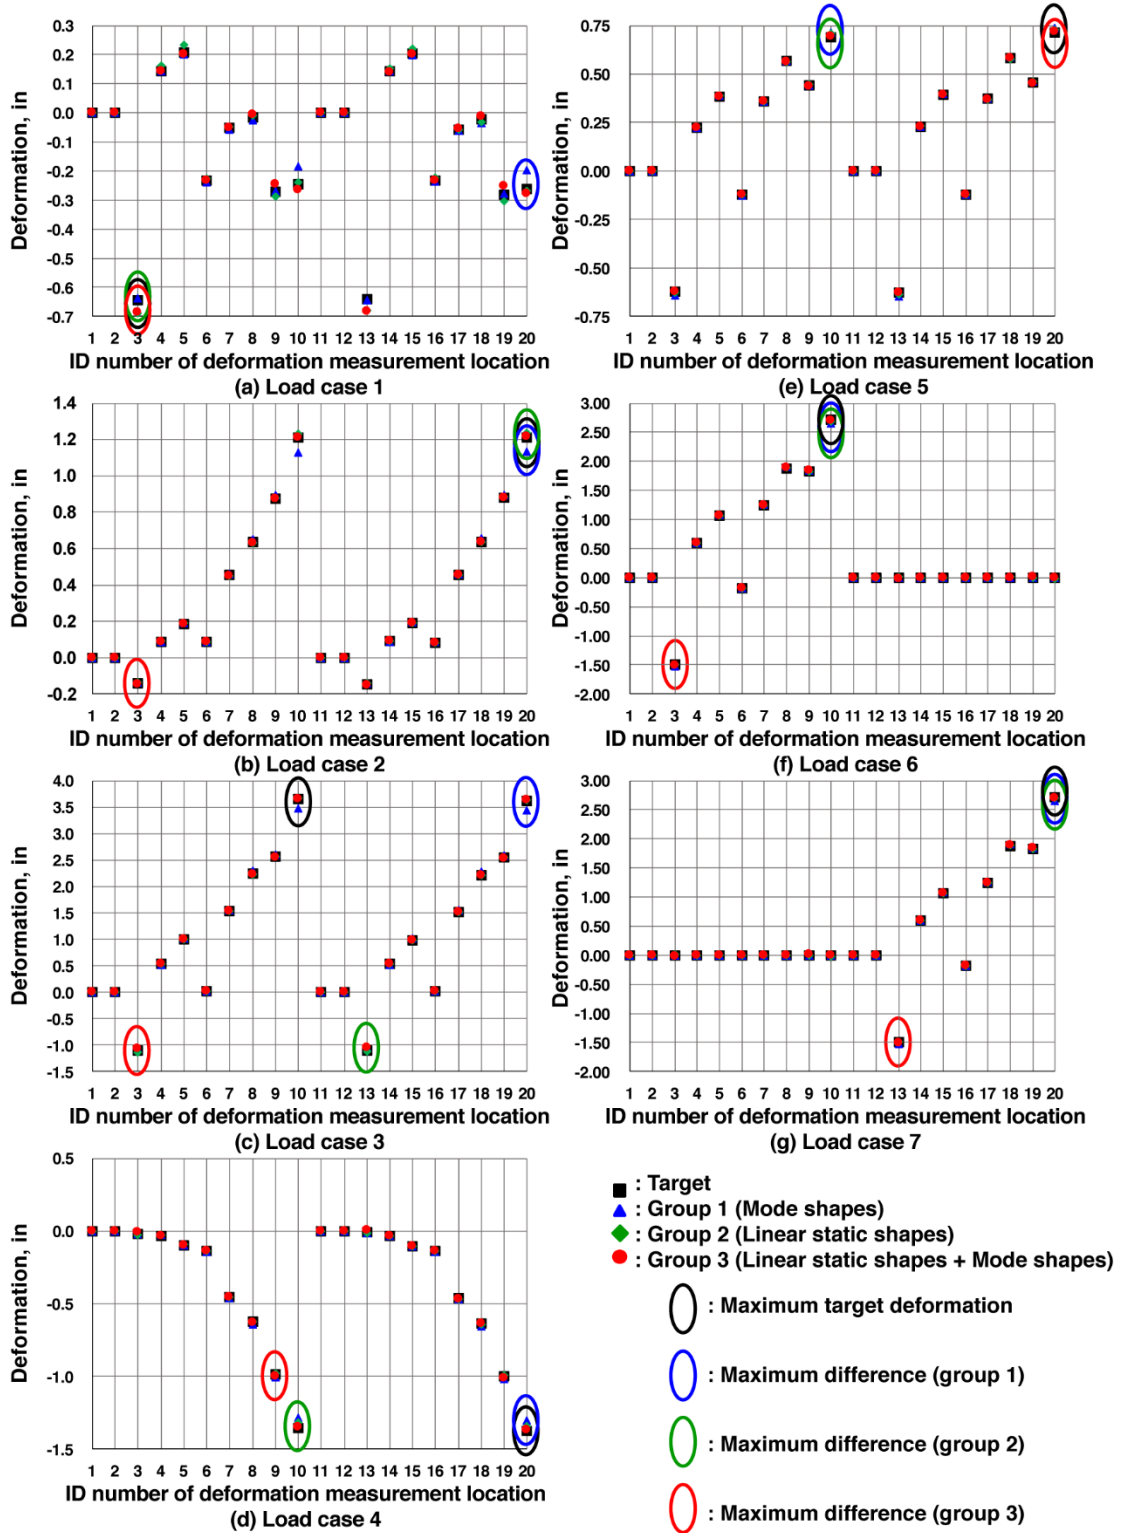 0.3
0.2
0.1
0.0
-0.1
-0.2
-0.3
-0.4
-0.5
-0.6
-0.7
Deformation, in
1 2 3 4 5 6 7 8 9 10 11 12 13 14 15 16 17 18 19 20
ID number of deformation measurement location
(a) Load case 1
0.75
0.50
0.25
0.00
-0.25
-0.50
-0.75
Deformation, in
1 2 3 4 5 6 7 8 9 10 11 12 13 14 15 16 17 18 19 20
ID number of deformation measurement location
(e) Load case 5
1.4
1.2
1.0
0.8
0.6
0.4
0.2
0.0
-0.2
Deformation, in
1 2 3 4 5 6 7 8 9 10 11 12 13 14 15 16 17 18 19 20
ID number of deformation measurement location
(b) Load case 2
3.00
2.50
2.00
1.50
1.00
0.50
0.00
-0.50
-1.00
-1.50
-2.00
Deformation, in
1 2 3 4 5 6 7 8 9 10 11 12 13 14 15 16 17 18 19 20
ID number of deformation measurement location
(f) Load case 6
4.0
3.5
3.0
2.5
2.0
1.5
1.0
0.5
0.0
-0.5
-1.0
-1.5
Deformation, in
1 2 3 4 5 6 7 8 9 10 11 12 13 14 15 16 17 18 19 20
ID number of deformation measurement location
(c) Load case 3
3.00
2.50
2.00
1.50
1.00
0.50
0.00
-0.50
-1.00
-1.50
-2.00
Deformation, in
1 2 3 4 5 6 7 8 9 10 11 12 13 14 15 16 17 18 19 20
ID number of deformation measurement location
(g) Load case 7
0.5
0.0
-0.5
-1.0
-1.5
Deformation, in
1 2 3 4 5 6 7 8 9 10 11 12 13 14 15 16 17 18 19 20
ID number of deformation measurement location
(d) Load case 4
: Target
: Group 1 (Mode shapes)
: Group 2 (Linear static shapes)
: Group 3 (Linear static shapes + Mode shapes)
: Maximum target deformation
: Maximum difference (group 1)
: Maximum difference (group 2)
: Maximum difference (group 3)